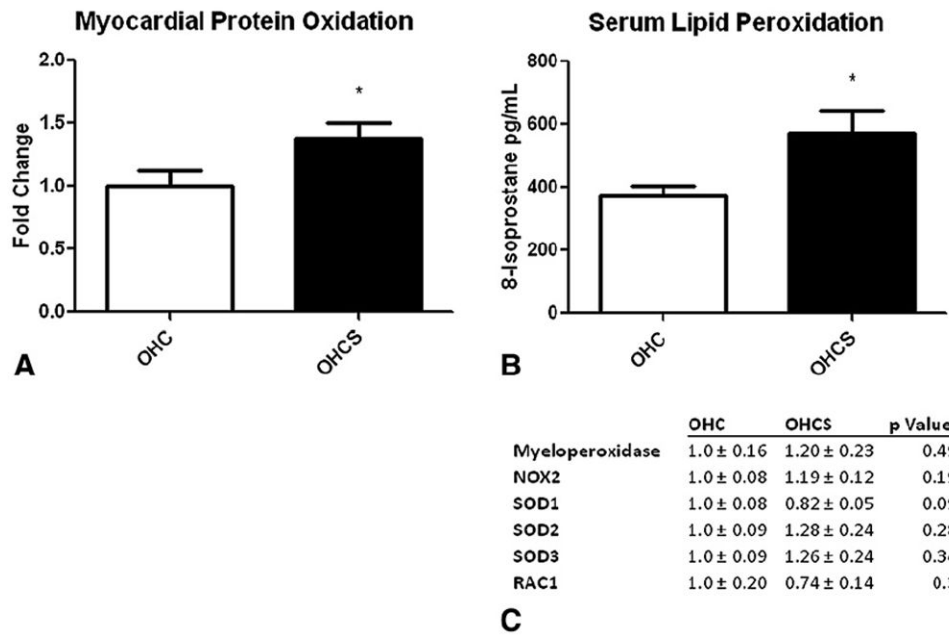 Myocardial Protein Oxidation
2.0
1.5
1.0
0.5
0.0
Fold Change
*
OHC
OHCS
A
Serum Lipid Peroxidation
800
600
400
200
0
8-Isoprostane pg/mL
*
OHC
OHCS
B
OHC OHCS p Value
Myeloperoxidase 1.0 ± 0.16 1.20 ± 0.23
NOX2 1.0 ± 0.08 1.19 ± 0.12
SOD1 1.0 ± 0.08 0.82 ± 0.05
SOD2 1.0 ± 0.09 1.28 ± 0.24
SOD3 1.0 ± 0.09 1.26 ± 0.24
RAC1 1.0 ± 0.20 0.74 ± 0.14
C